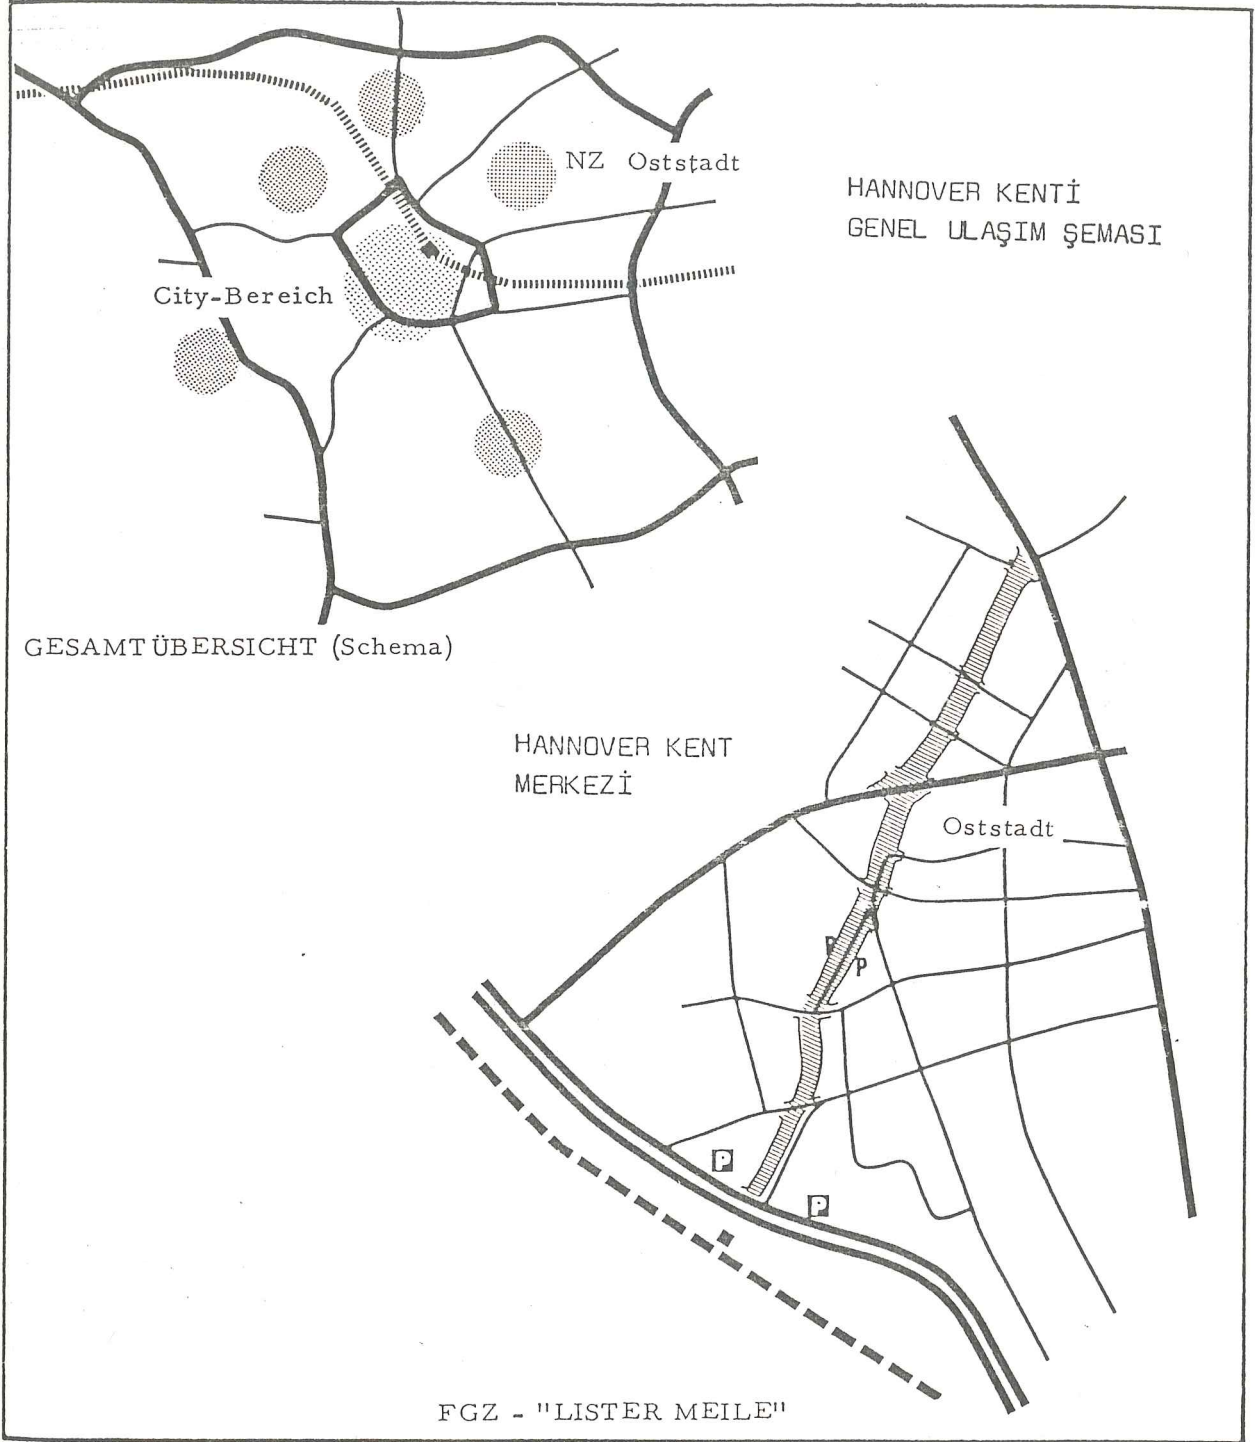 NZ Oststadt
HANNOVER KENTİ
GENEL ULAŞIM ŞEMASI
City-Bereich
GESAMTÜBERSICHT (Schema)
HANNOVER KENT
MERKEZİ
Oststadt
P
P
P
P
FGZ - "LISTER MEILE"